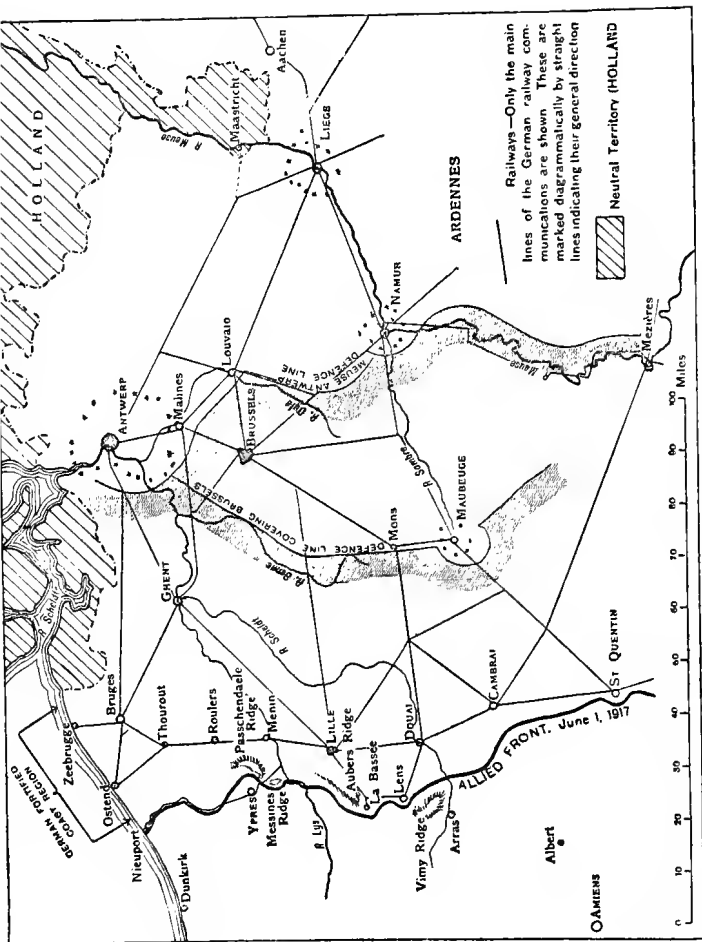 HOLLAND
R Meuse
Maastricht
Aachen
LIEGE
ARDENNES
Railways—Only the main
lines of the German railway com-
munications are shown These are
marked diagrammatically by straight
lines indicating their general direction
Neutral Territory (HOLLAND
NAMUR
Louvain
MEUSE ANTWERP
DEFENCE LINE
R. Dyle
R Meuse
Mezières
ANTWERP
Malines
BRUSSELS
R Sambre
MAUBEUGE
Mons
DEFENCE LINE COVERING BRUSSELS
R. Senne
R Scheldt
GHENT
R Scheldt
Bruges
Zeebrugge
Ostend
GERMAN FORTIFIED
COAST REGION
Nieuport
Dunkirk
Thourout
Roulers
Passchendaele
Ridge
Menin
YPRES
Messines
Ridge
R Lys
LILLE
Aubers Ridge
La Bassée
Lens
DOUAI
Vimy Ridge
Arras
CAMBRAI
ST QUENTIN
ALLIED FRONT. June 1, 1917
Albert
AMIENS
0 10 20 30 40 50 60 70 80 90 100 Miles